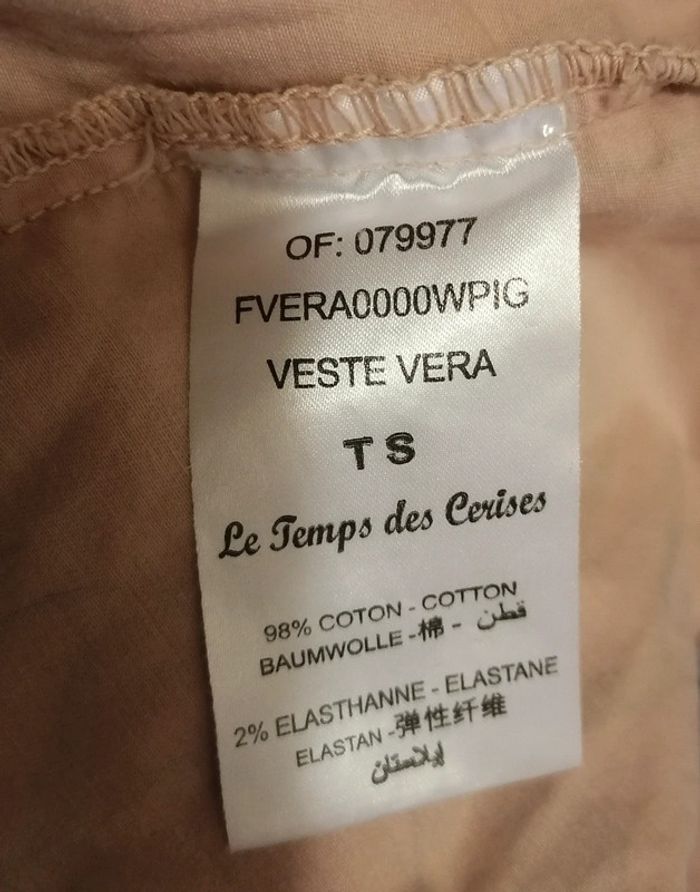 OF: 079977
FVERA0000WPIG
VESTE VERA
T S
Le Temps des Cerises
98% COTON - COTTON
BAUMWOLLE -棉 - قطن
2% ELASTHANNE - ELASTANE
ELASTAN -弹性纤维
إيلاستان